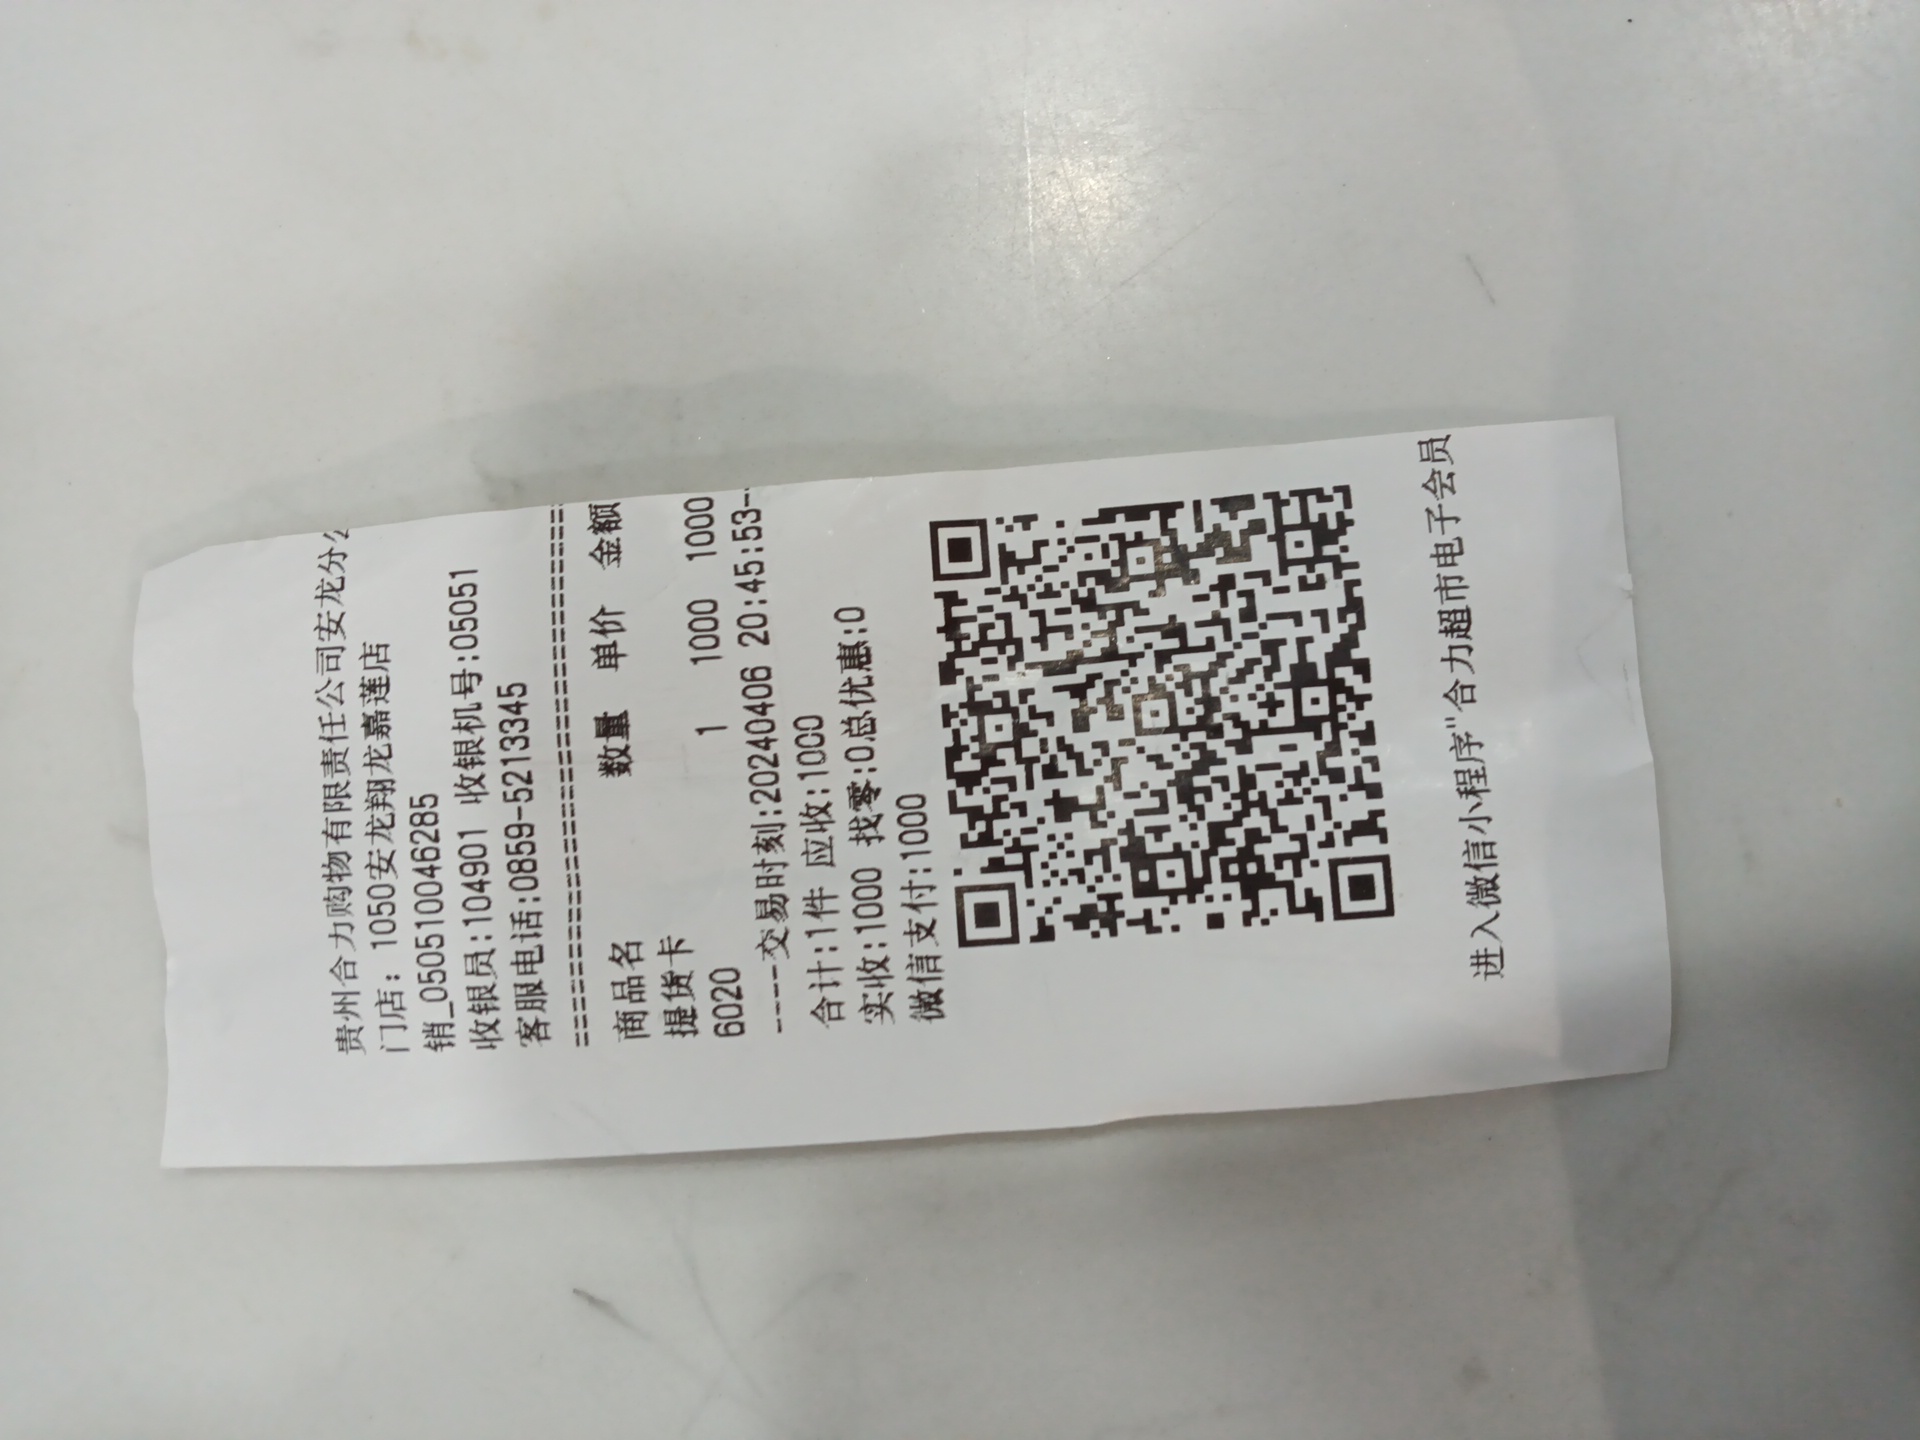 贵州合力购物有限责任公司安龙分公
门店: 1050安龙翔龙嘉莲店
销_050510046285
收银员:104901 收银机号:05051
客服电话:0859-5213345
================================
商品名 数量 单价 金额
提货卡
6020 1 1000 1000
----交易时刻:20240406 20:45:53-
合计:1件 应收:1000
实收:1000 找零:0总优惠:0
微信支付:1000
进入微信小程序"合力超市电子会员